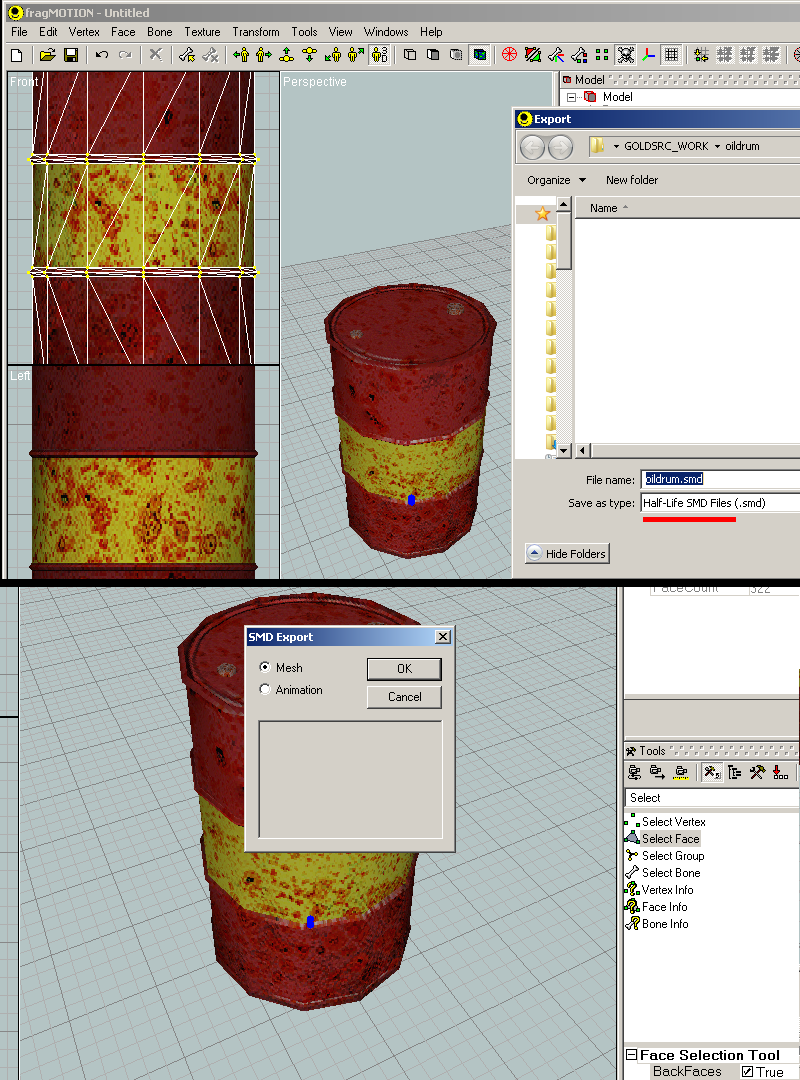 fragMOTION - Untitled
File Edit Vertex Face Bone Texture Transform Tools View Windows Help
Front
Perspective
Model
Model
Export
GOLDSRC_WORK oildrum
Organize New folder
Name
Left
File name: oildrum.smd
Save as type: Half-Life SMD Files (.smd)
Hide Folders
FaceCount 322
SMD Export
Mesh OK
Animation Cancel
Tools
Select
Select Vertex
Select Face
Select Group
Select Bone
Vertex Info
Face Info
Bone Info
Face Selection Tool
BackFaces True